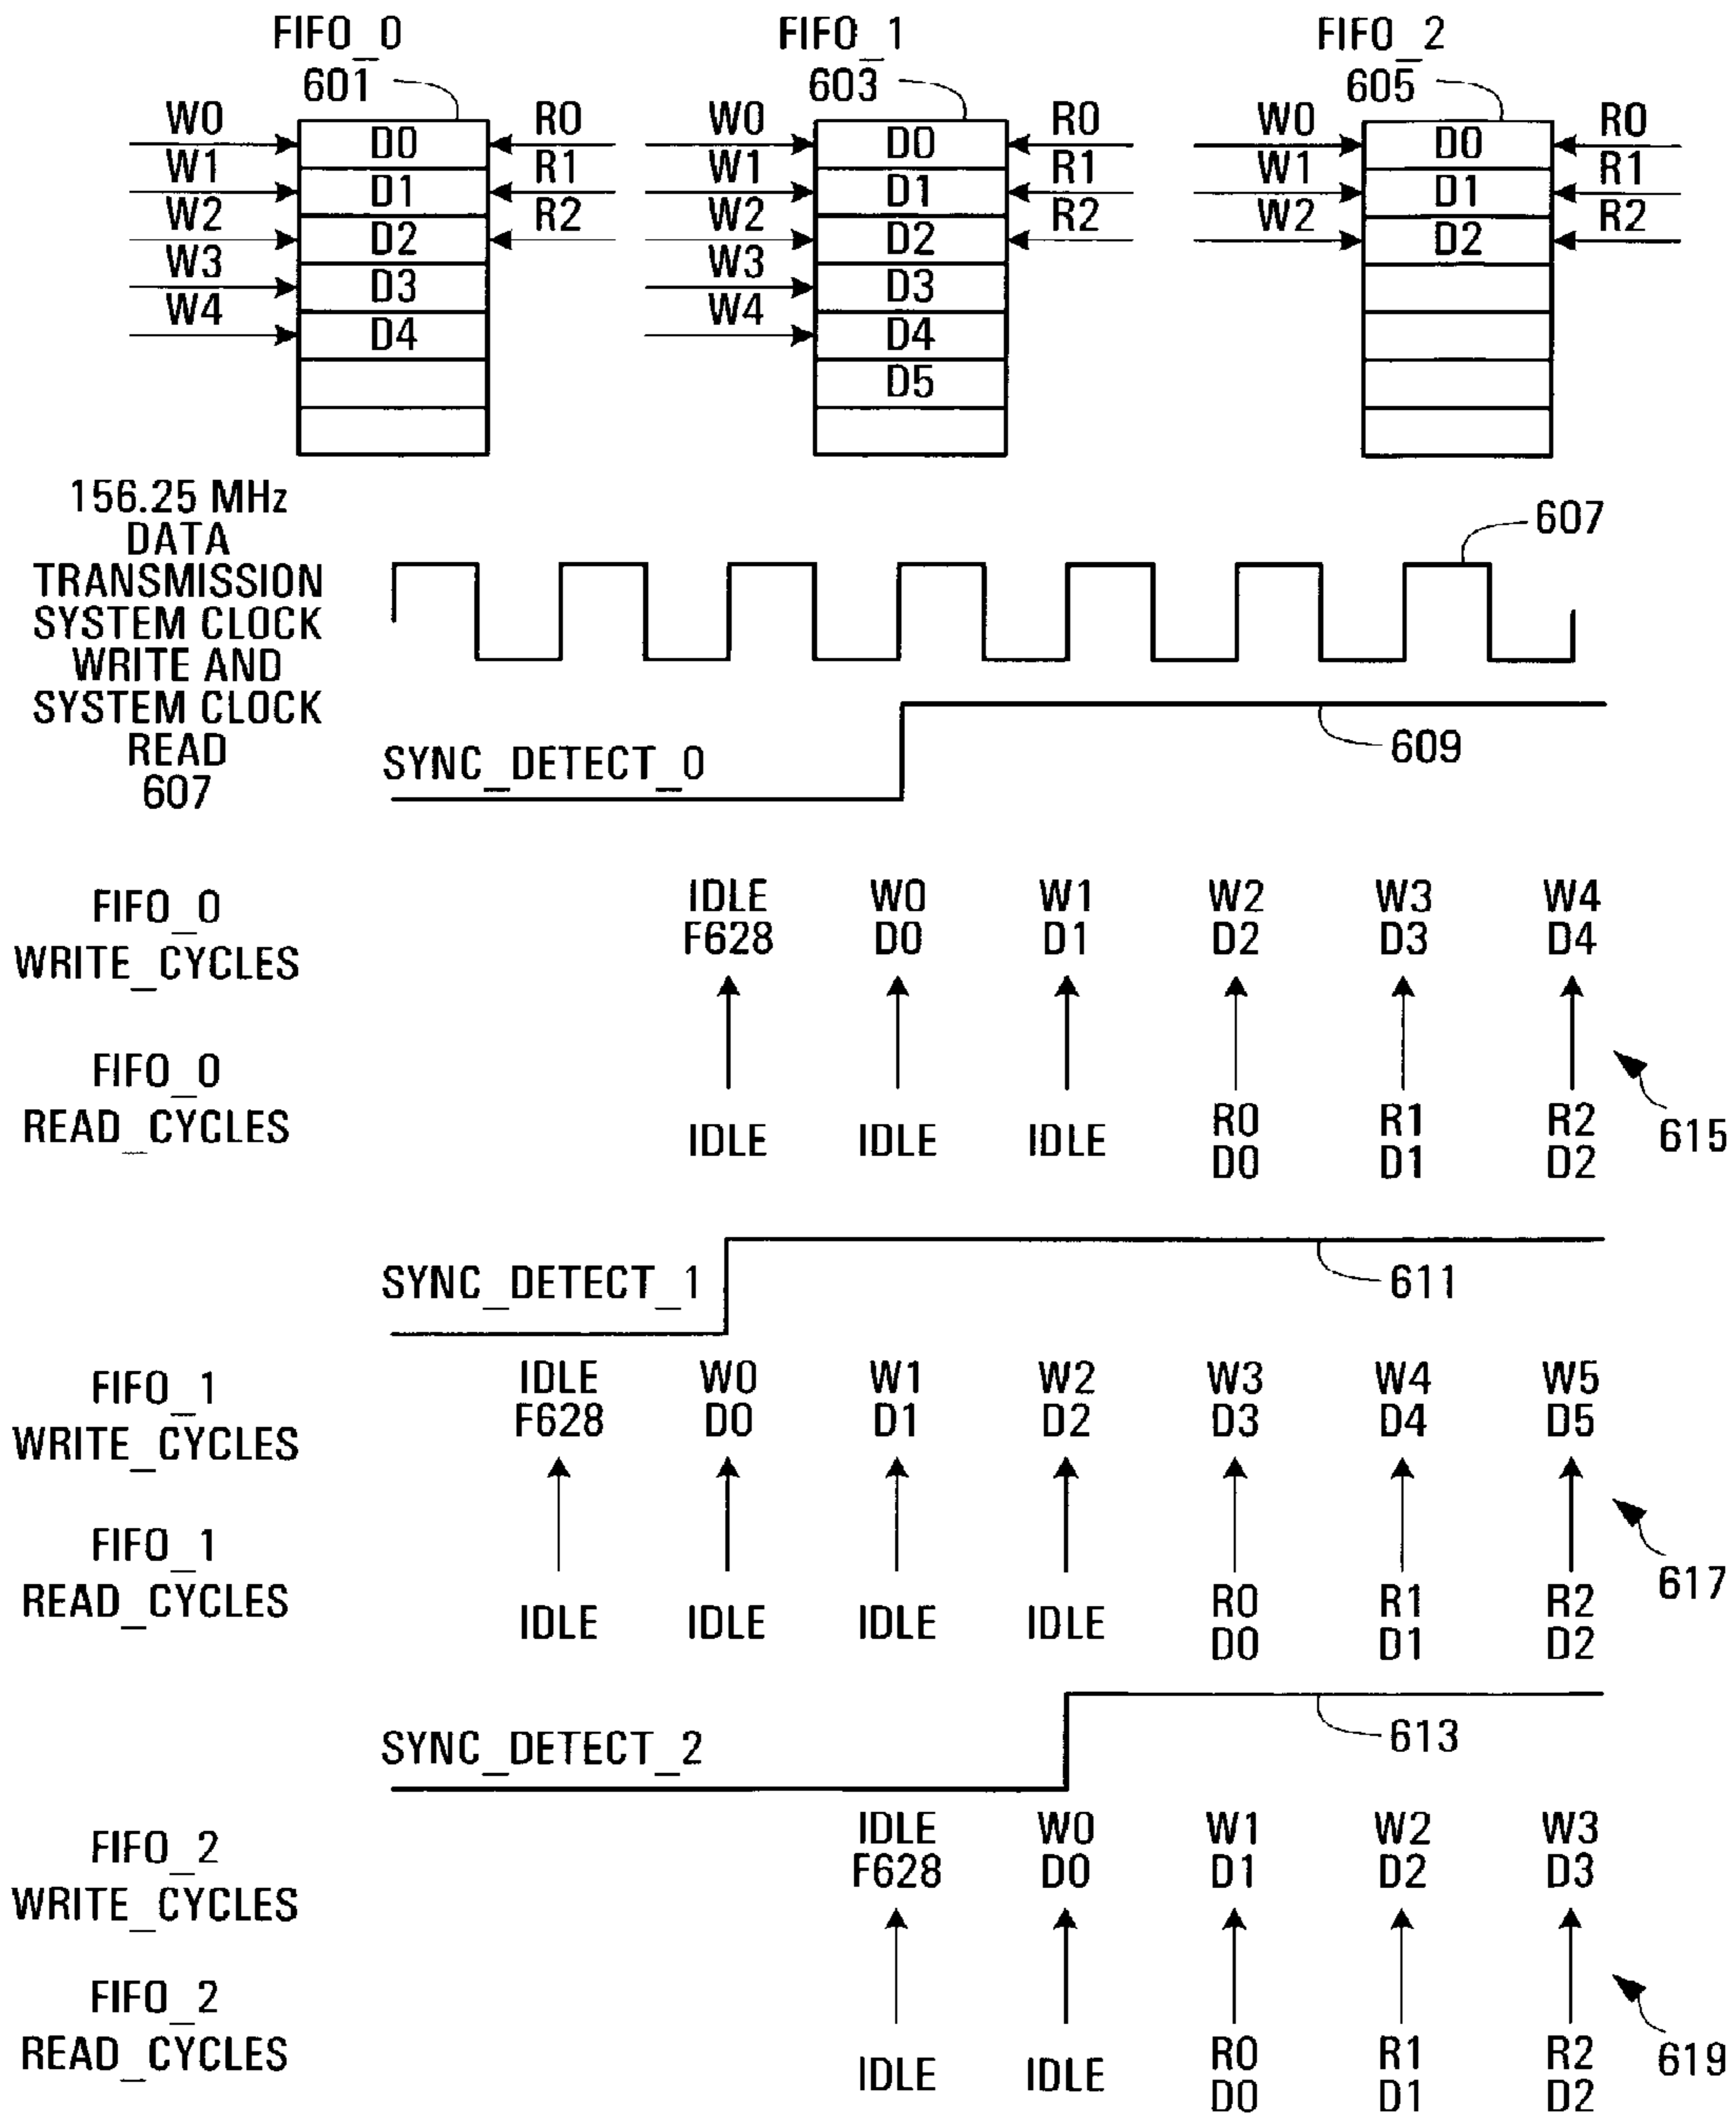 FIFO_0 FIFO_1 FIFO_2
601 603 605
W0 D0 R0 W0 D0 R0 W0 D0 R0
W1 D1 R1 W1 D1 R1 W1 D1 R1
W2 D2 R2 W2 D2 R2 W2 D2 R2
W3 D3 W3 D3
W4 D4 W4 D4
D5
156.25 MHz
DATA
TRANSMISSION
SYSTEM CLOCK
WRITE AND
SYSTEM CLOCK
READ
607
607
SYNC_DETECT_0
609
FIFO_0
WRITE_CYCLES
IDLE W0 W1 W2 W3 W4
F628 D0 D1 D2 D3 D4
FIFO_0
READ_CYCLES
IDLE IDLE IDLE R0 R1 R2
D0 D1 D2
615
SYNC_DETECT_1
611
FIFO_1
WRITE_CYCLES
IDLE W0 W1 W2 W3 W4 W5
F628 D0 D1 D2 D3 D4 D5
FIFO_1
READ_CYCLES
IDLE IDLE IDLE IDLE R0 R1 R2
D0 D1 D2
617
SYNC_DETECT_2
613
FIFO_2
WRITE_CYCLES
IDLE W0 W1 W2 W3
F628 D0 D1 D2 D3
FIFO_2
READ_CYCLES
IDLE IDLE R0 R1 R2
D0 D1 D2
619